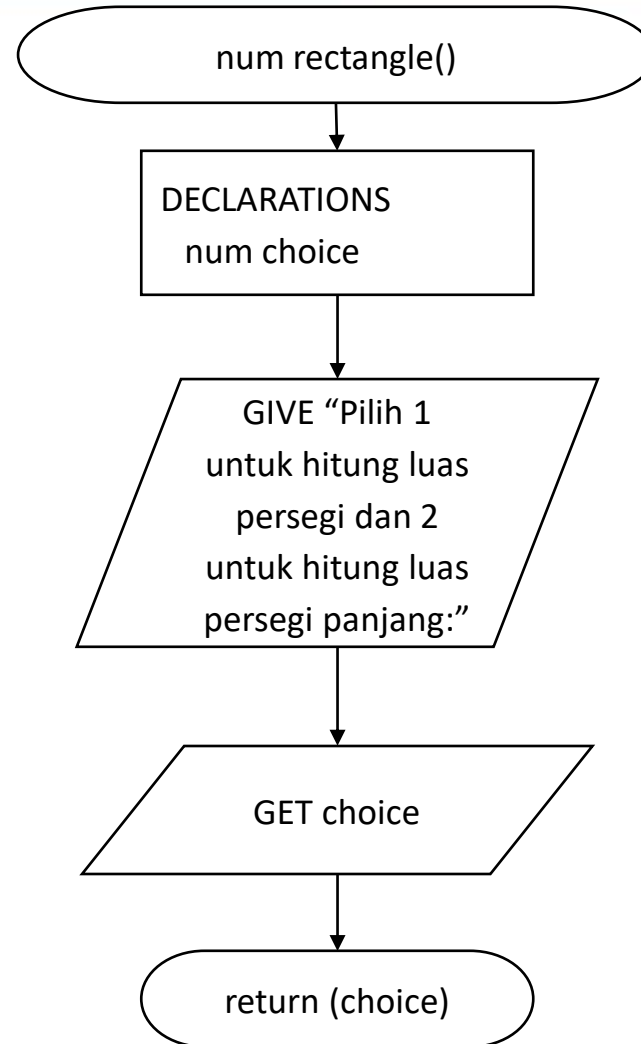 num rectangle()
DECLARATIONS
num choice
GIVE “Pilih 1
untuk hitung luas
persegi dan 2
untuk hitung luas
persegi panjang:”
GET choice
return (choice)